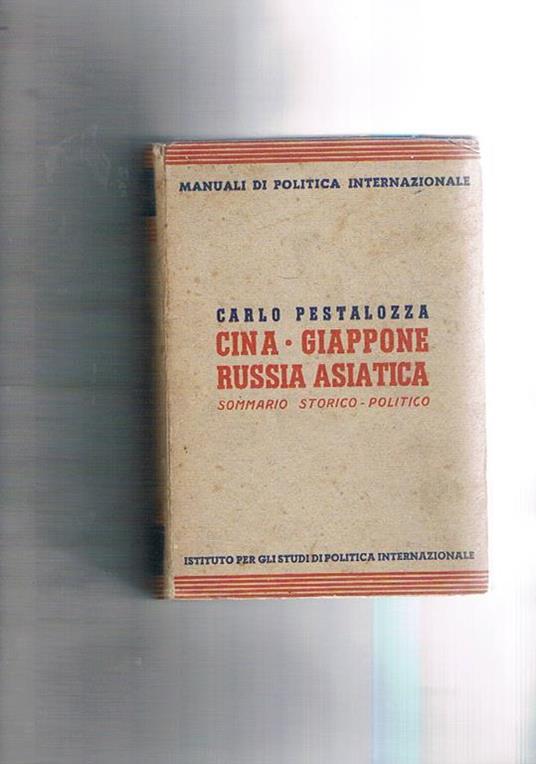 MANUALI DI POLITICA INTERNAZIONALE
CARLO PESTALOZZA
CINA • GIAPPONE
RUSSIA ASIATICA
SOMMARIO STORICO - POLITICO
ISTITUTO PER GLI STUDI DI POLITICA INTERNAZIONALE